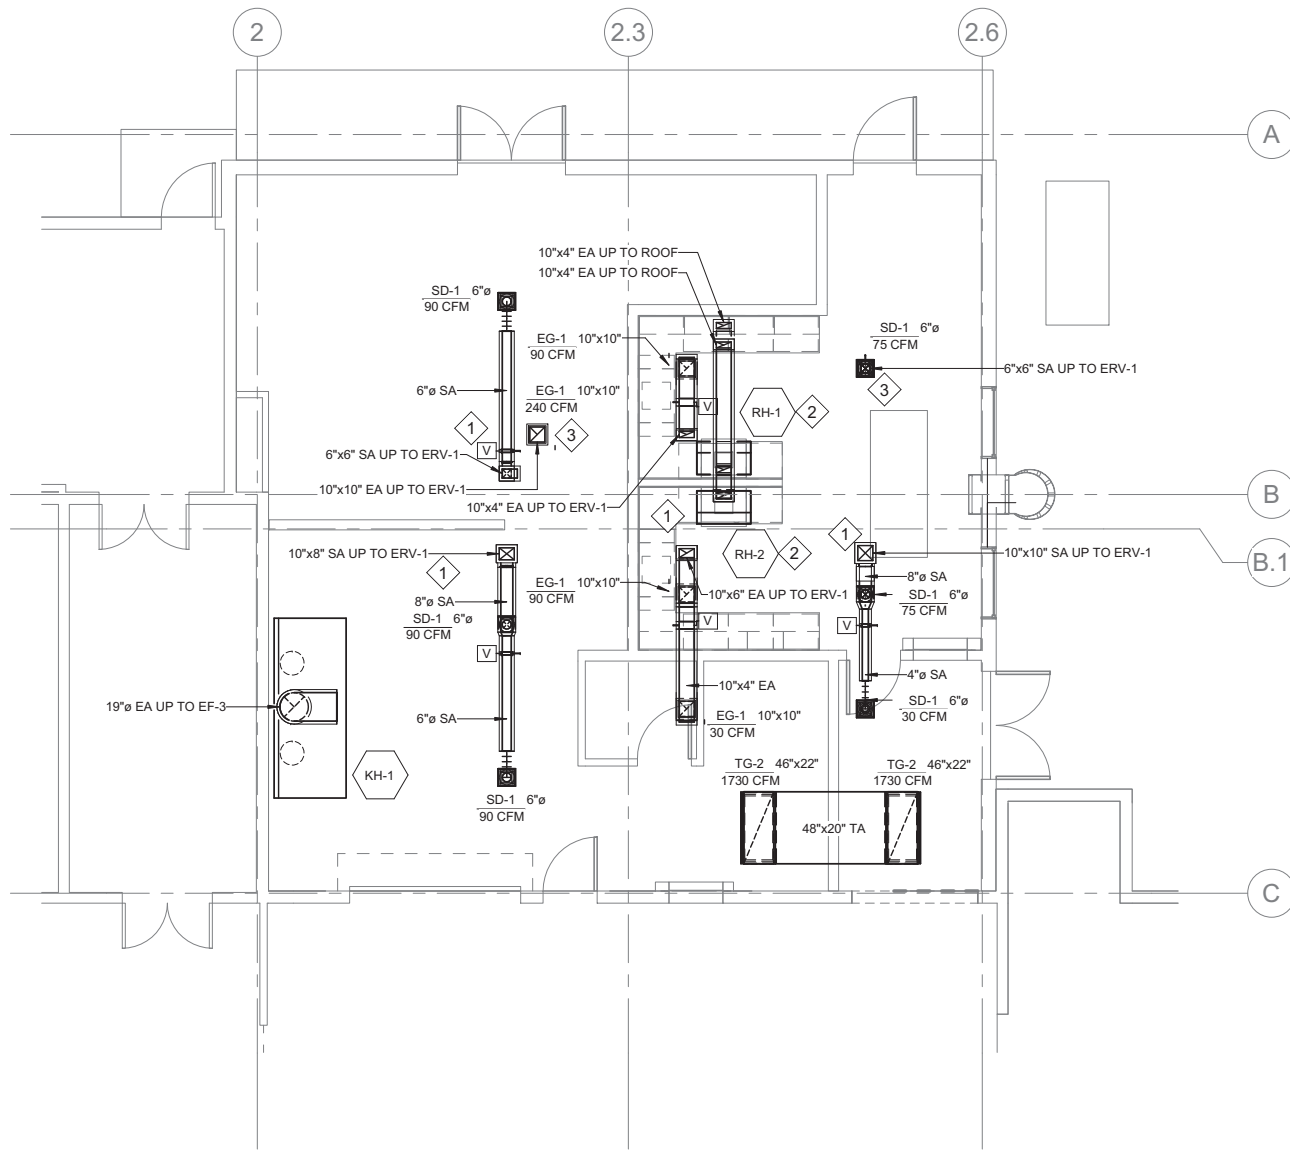 2
2.3
2.6
A
10"x4" EA UP TO ROOF
10"x4" EA UP TO ROOF
SD-1 6"ø
90 CFM
EG-1 10"x10"
90 CFM
SD-1 6"ø
75 CFM
6"x6" SA UP TO ERV-1
3
6"ø SA
EG-1 10"x10"
240 CFM
V
RH-1
2
1
3
V
6"x6" SA UP TO ERV-1
10"x10" EA UP TO ERV-1
10"x4" EA UP TO ERV-1
B
1
1
10"x8" SA UP TO ERV-1
RH-2
2
10"x10" SA UP TO ERV-1
B.1
1
8"ø SA
EG-1 10"x10"
90 CFM
10"x6" EA UP TO ERV-1
8"ø SA
SD-1 6"ø
75 CFM
SD-1 6"ø
90 CFM
V
V
V
10"x4" EA
4"ø SA
19"ø EA UP TO EF-3
6"ø SA
EG-1 10"x10"
30 CFM
SD-1 6"ø
30 CFM
KH-1
TG-2 46"x22"
1730 CFM
TG-2 46"x22"
1730 CFM
SD-1 6"ø
90 CFM
48"x20" TA
C